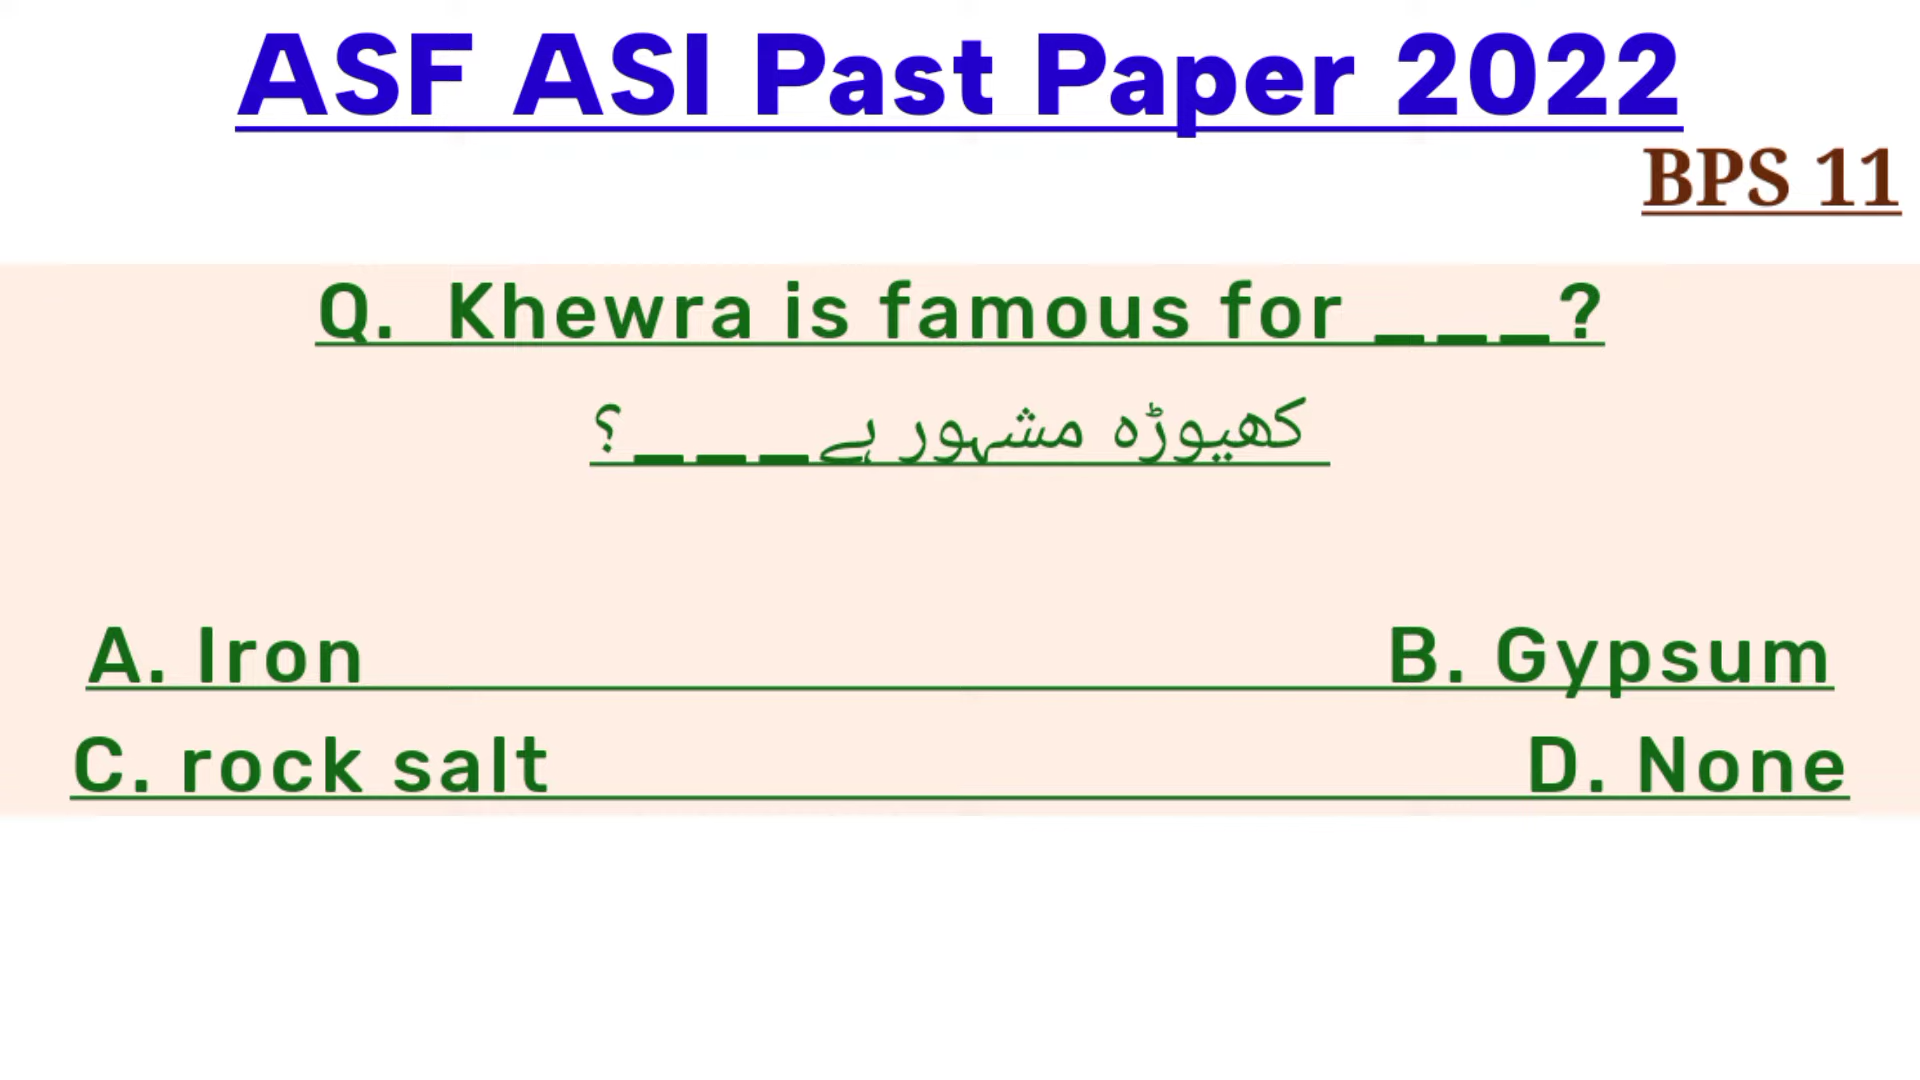 ASF ASI Past Paper 2022
BPS 11
Q. Khewra is famous for ___?
کھیوڑہ مشہور ہے___؟
A. Iron B. Gypsum
C. rock salt D. None